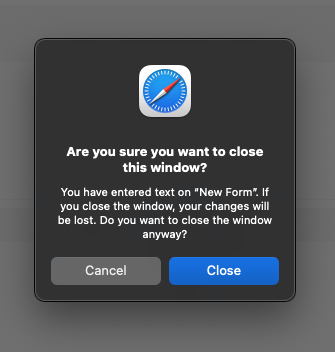 Are you sure you want to close
this window?
You have entered text on “New Form”. If
you close the window, your changes will
be lost. Do you want to close the window
anyway?
Cancel
Close